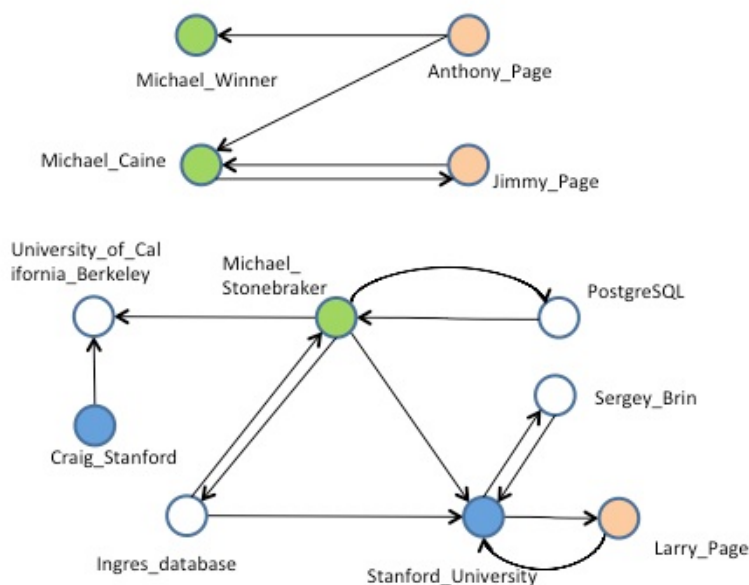 Michael_Winner
Anthony_Page
Michael_Caine
Jimmy_Page
University_of_Cal
ifornia_Berkeley
Michael_
Stonebraker
PostgreSQL
Sergey_Brin
Craig_Stanford
Ingres_database
Stanford_University
Larry_Page